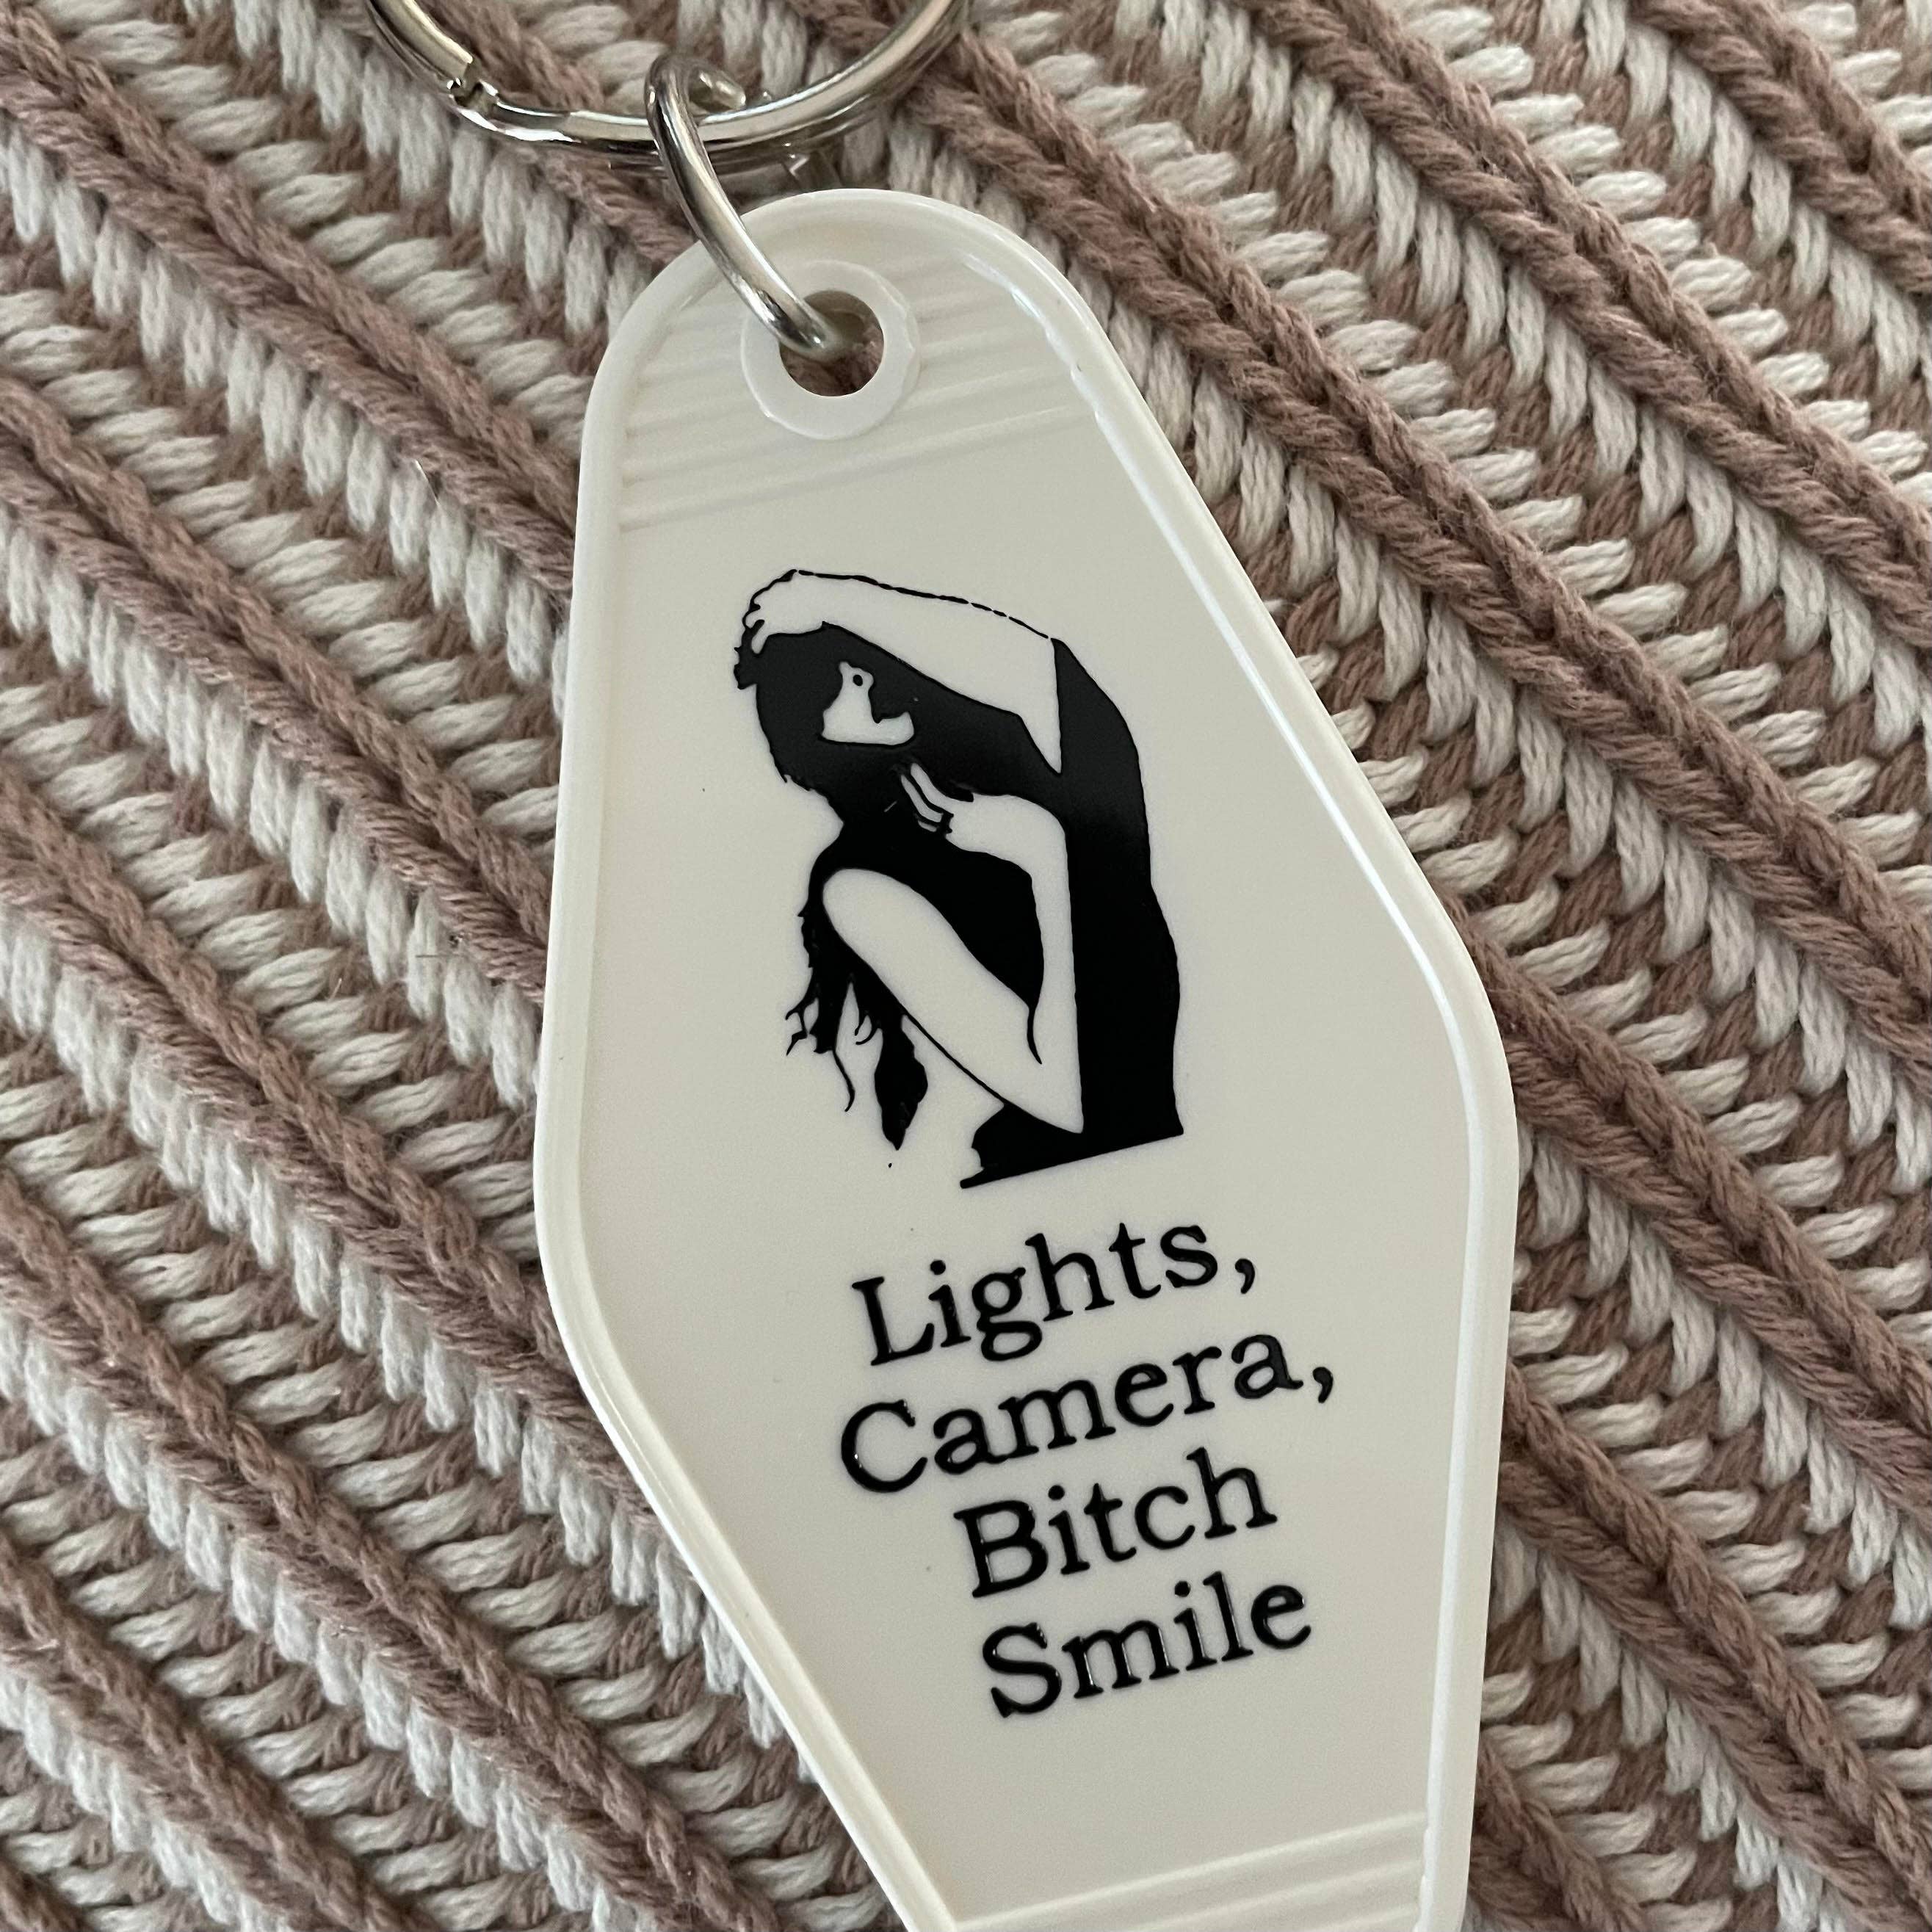 Lights,
Camera,
Bitch
Smile